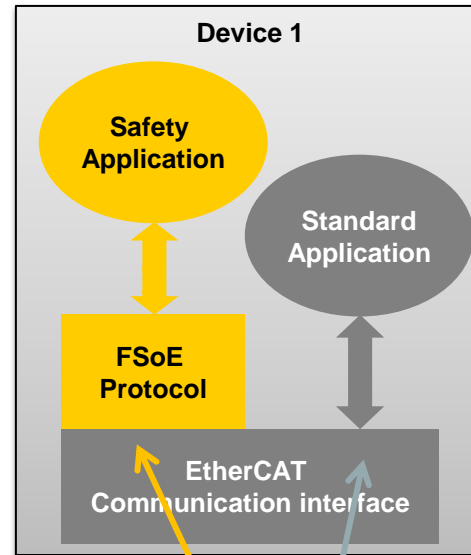 Device 1
Safety
Application
Standard
Application
FSoE
Protocol
EtherCAT
Communication interface